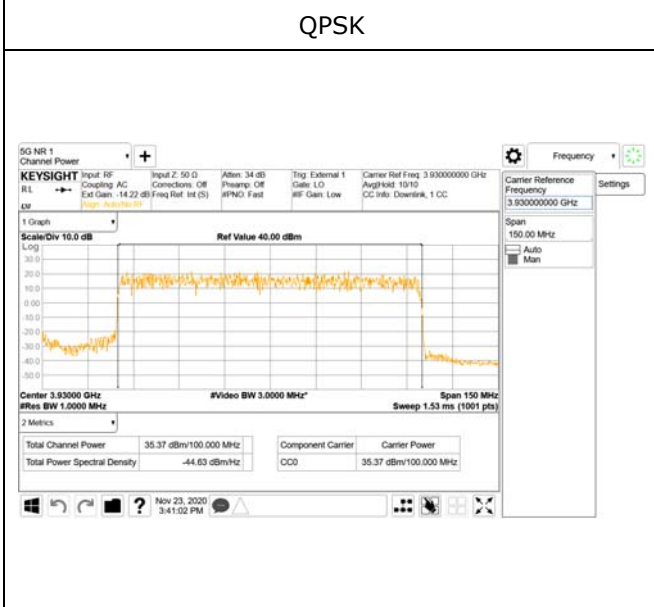 QPSK
5G NR 1
Channel Power
Frequency
KEYSIGHT
RL
Input: RF
Coupling: AC
Ext Gain: -14.22 dB
Align: Auto/No RF
Input Z: 50 Ω
Corrections: Off
Freq Ref: Int (S)
Atten: 34 dB
Preamp: Off
#PNO: Fast
Trig: External 1
Gate: LO
#IF Gain: Low
Carrier Ref Freq: 3.930000000 GHz
Avg|Hold: 10/10
CC Info: Downlink, 1 CC
Carrier Reference
Frequency
3.930000000 GHz
Settings
Span
150.00 MHz
Auto
Man
1 Graph
Scale/Div 10.0 dB
Ref Value 40.00 dBm
Log
30.0
20.0
10.0
0.00
-10.0
-20.0
-30.0
-40.0
-50.0
Center 3.93000 GHz
#Video BW 3.0000 MHz*
Span 150 MHz
#Res BW 1.0000 MHz
Sweep 1.53 ms (1001 pts)
2 Metrics
Total Channel Power 35.37 dBm/100.000 MHz
Total Power Spectral Density -44.63 dBm/Hz
Component Carrier Carrier Power
CC0 35.37 dBm/100.000 MHz
?
Nov 23, 2020
3:41:02 PM